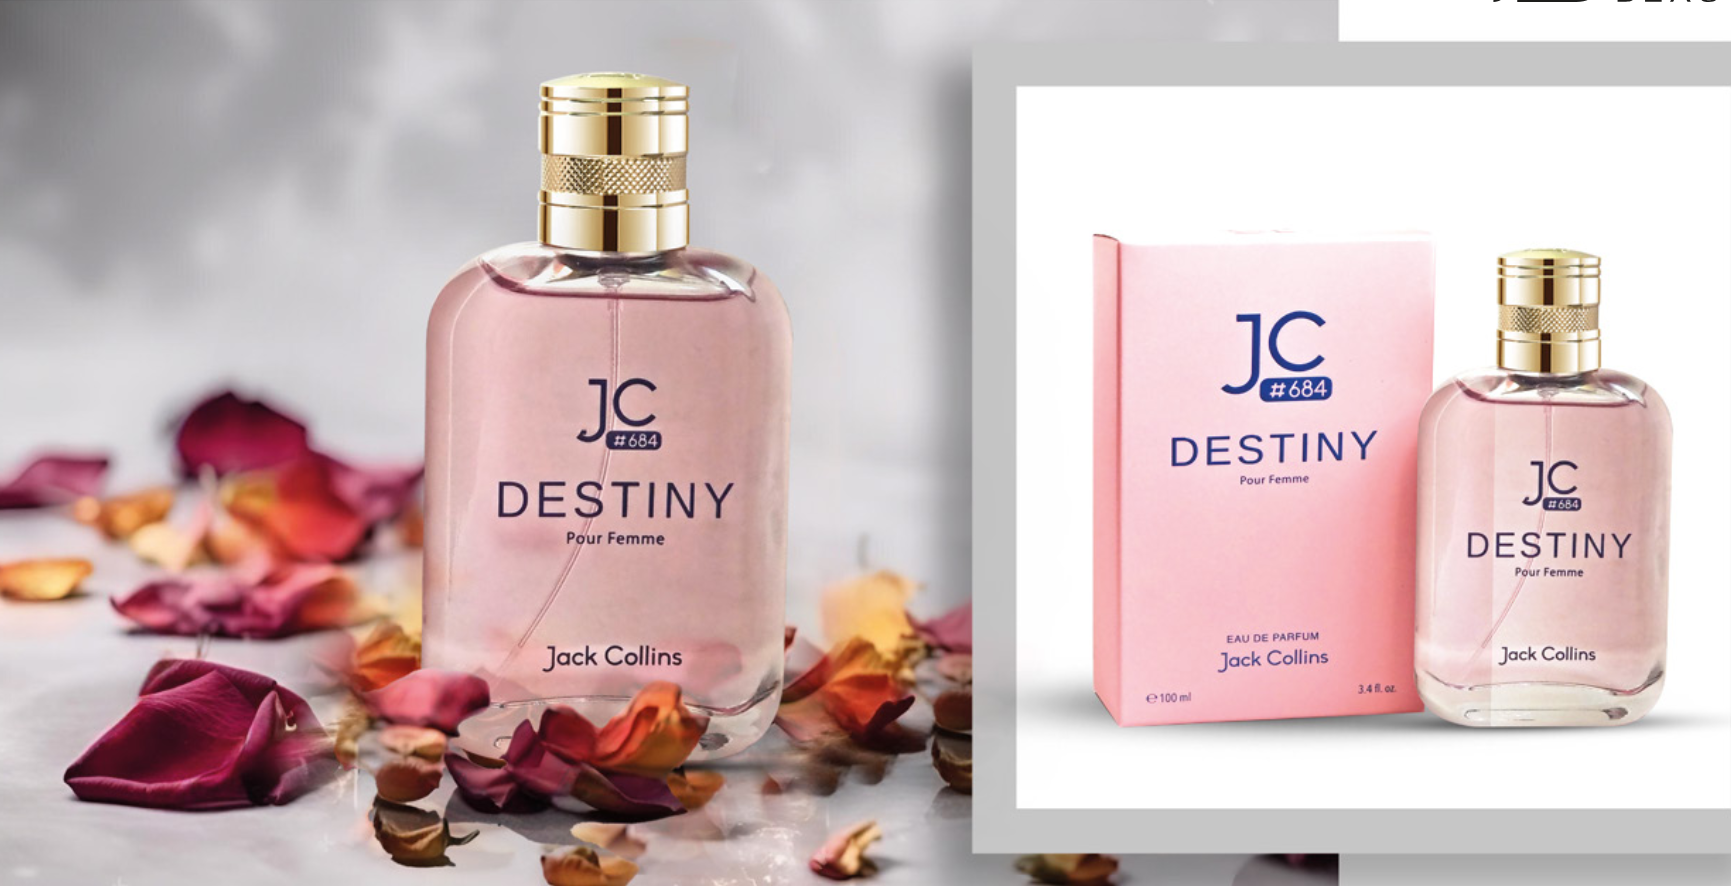 JC
#684
DESTINY
Pour Femme
Jack Collins
JC
#684
DESTINY
Pour Femme
EAU DE PARFUM
Jack Collins
℮ 100 ml
3.4 fl. oz.
JC
#684
DESTINY
Pour Femme
Jack Collins